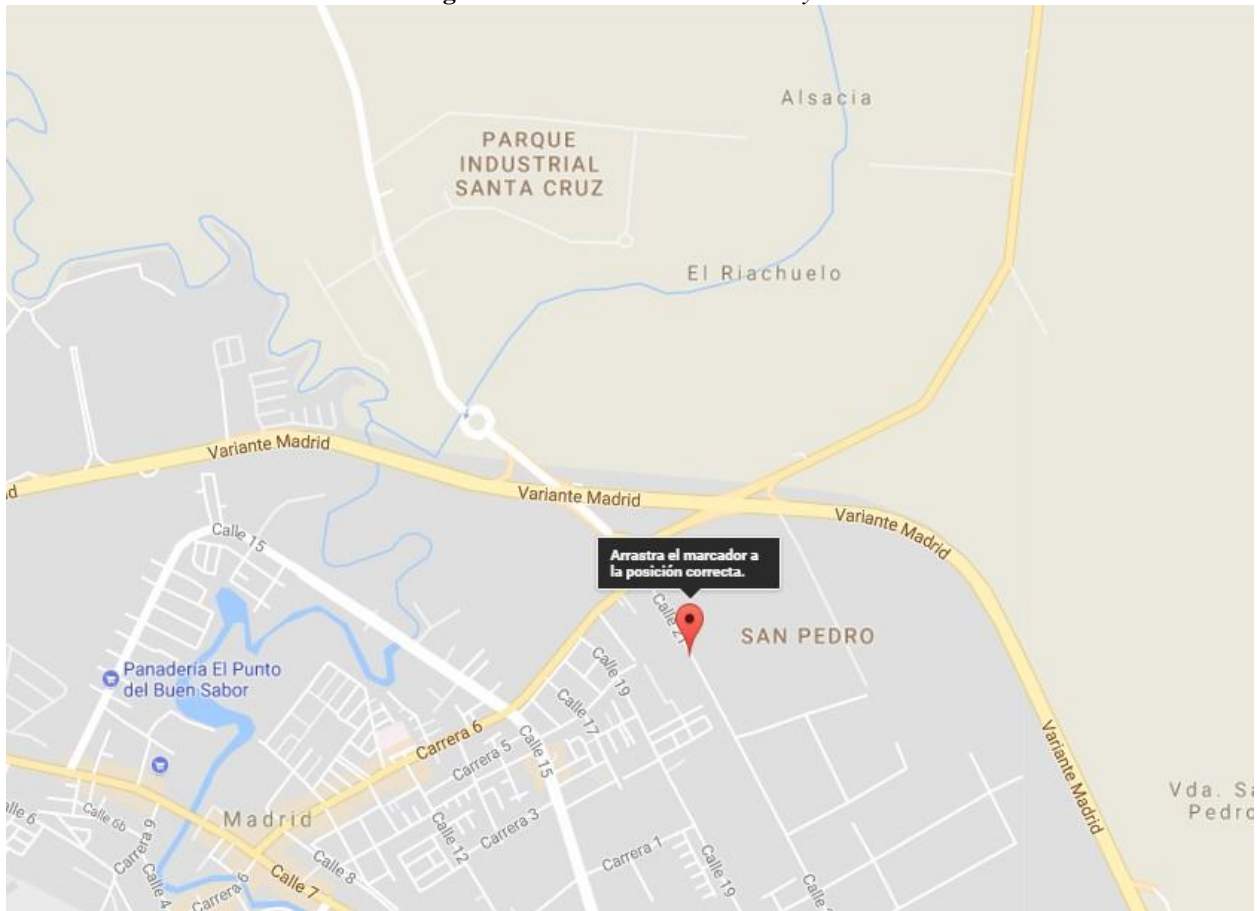 Alsacia
PARQUE
INDUSTRIAL
SANTA CRUZ
El Riachuelo
Variante Madrid
Variante Madrid
Variante Madrid
Calle 15
Arrastra el marcador a
la posición correcta.
Calle 21
SAN PEDRO
Panadería El Punto
del Buen Sabor
Calle 19
Calle 17
Carrera 6
Carrera 5
Calle 15
Variante Madrid
Madrid
Calle 6b
Carrera 9
Carrera 3
Calle 12
Carrera 1
Calle 19
Calle 8
Calle 7
Calle 4
Carrera 6